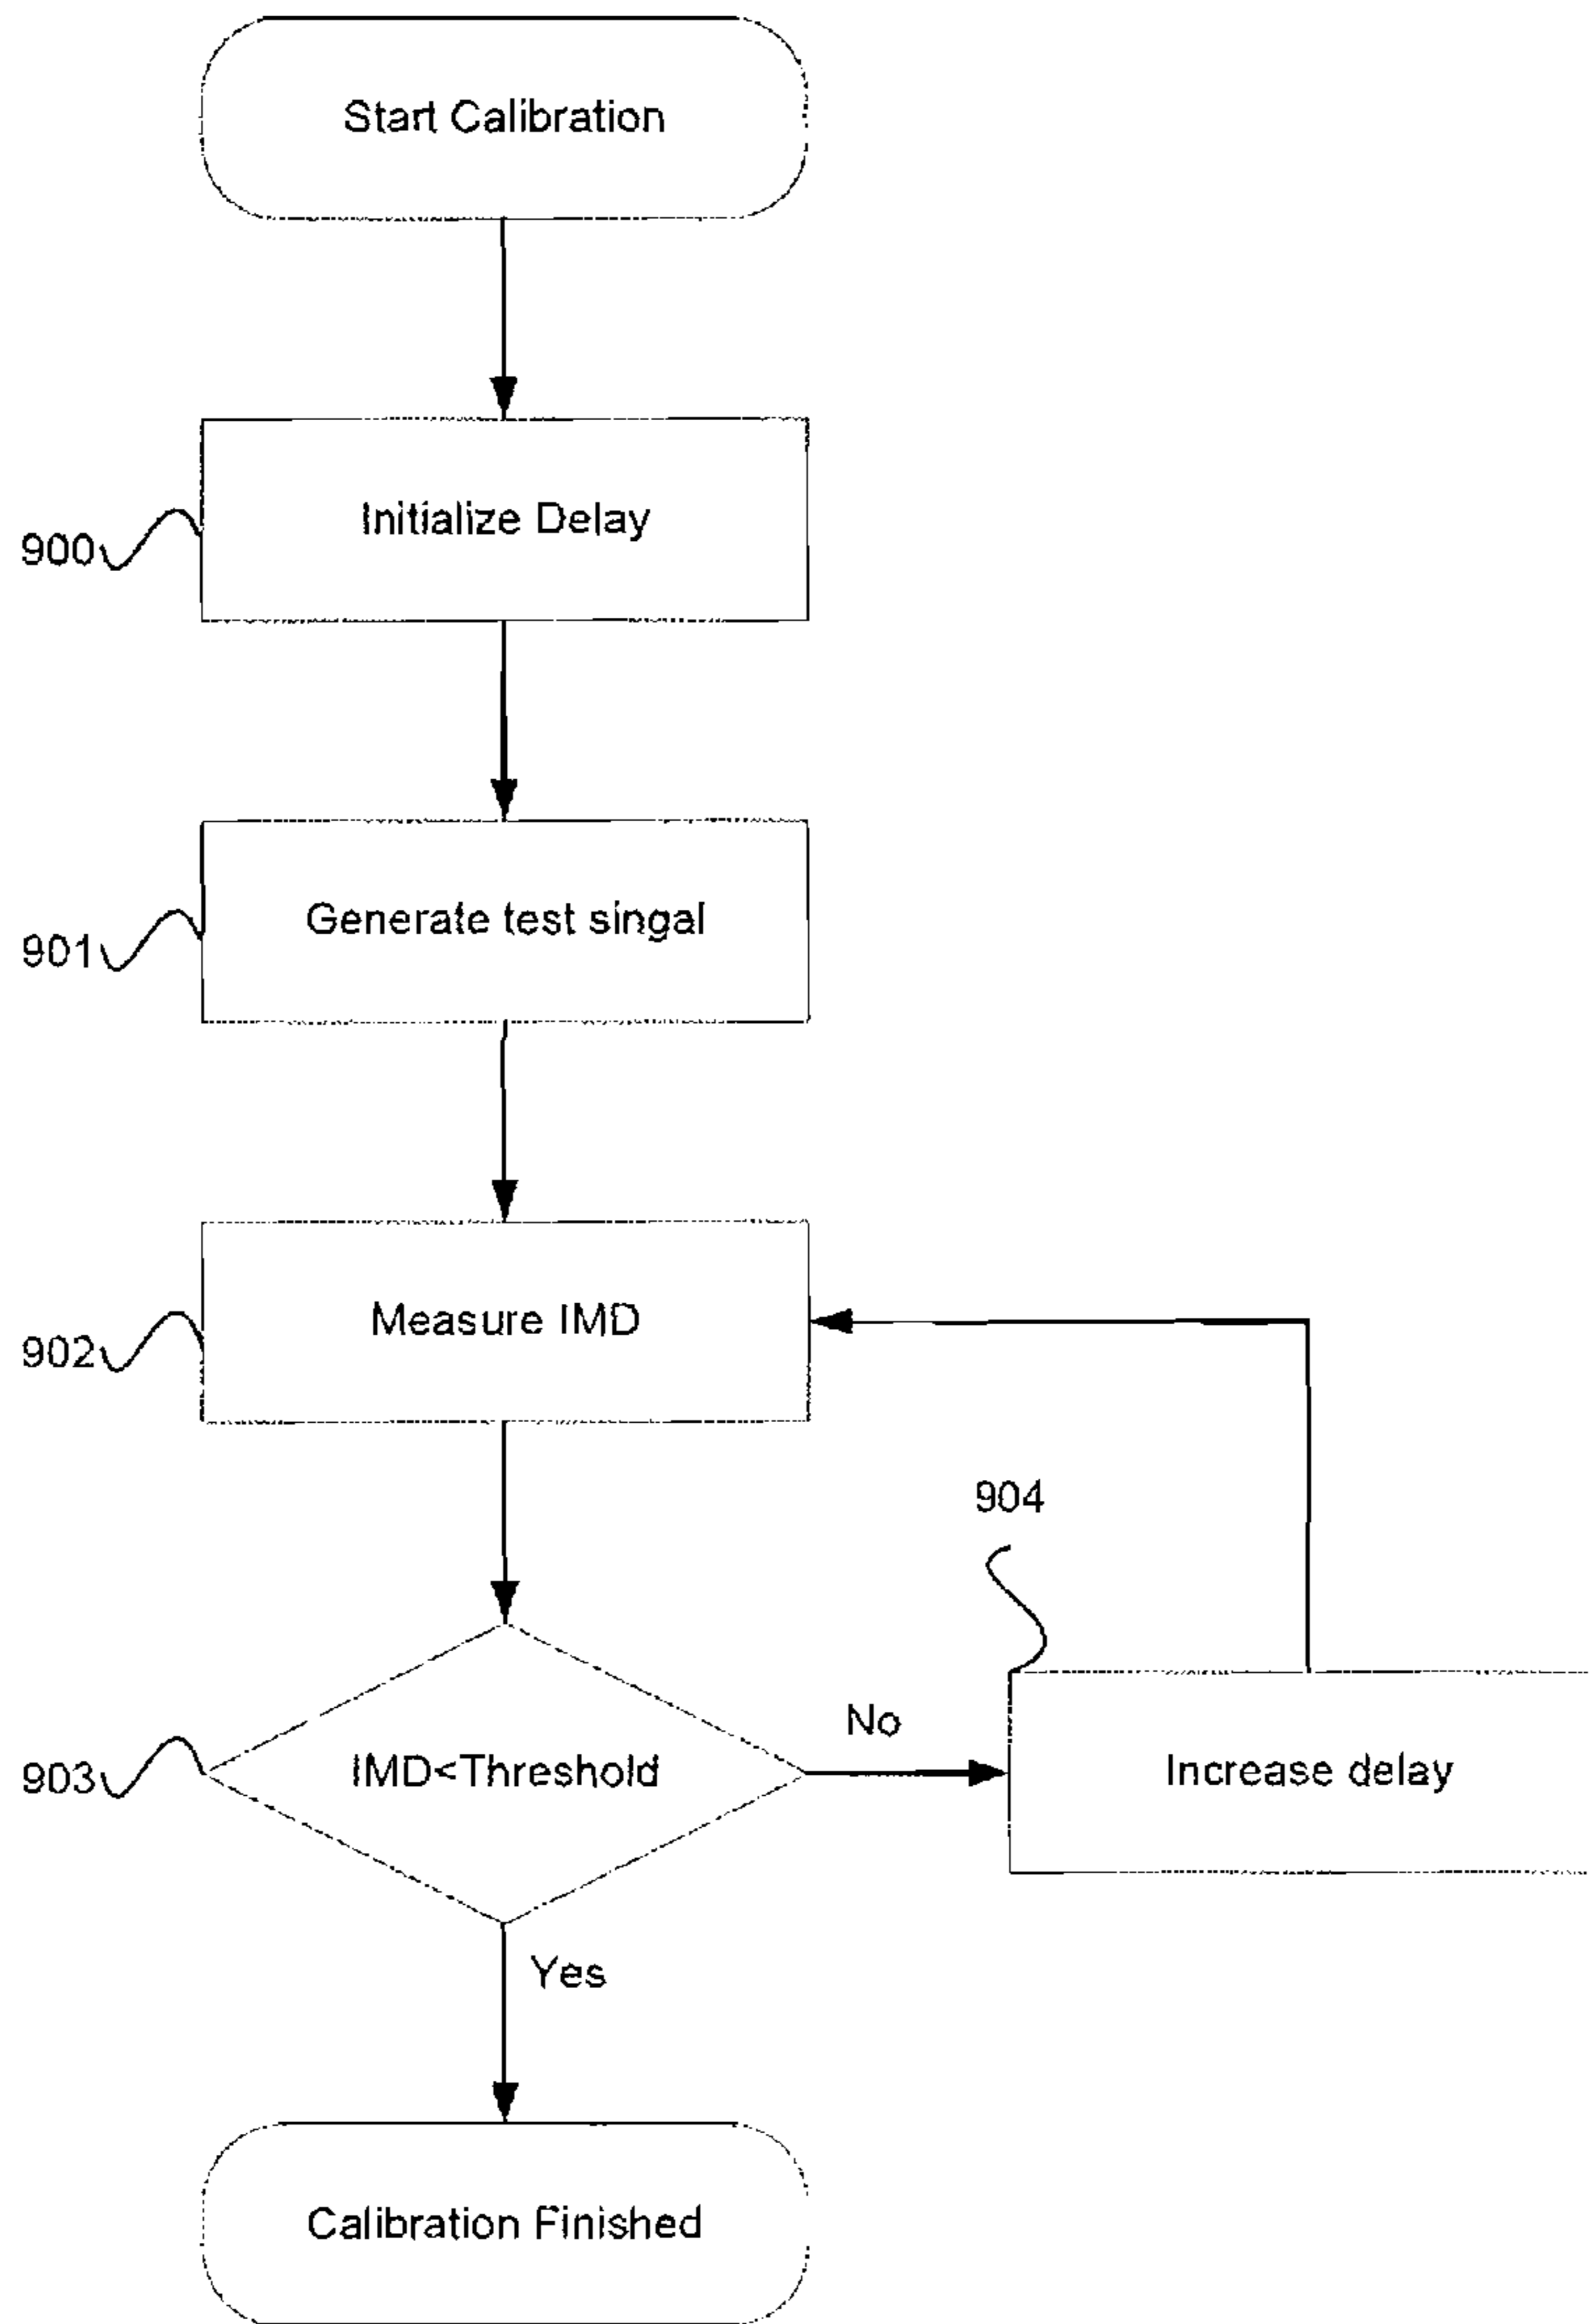 Start Calibration
Initialize Delay
900
Generate test singal
901
Measure IMD
902
904
No
IMD<Threshold
Increase delay
903
Yes
Calibration Finished